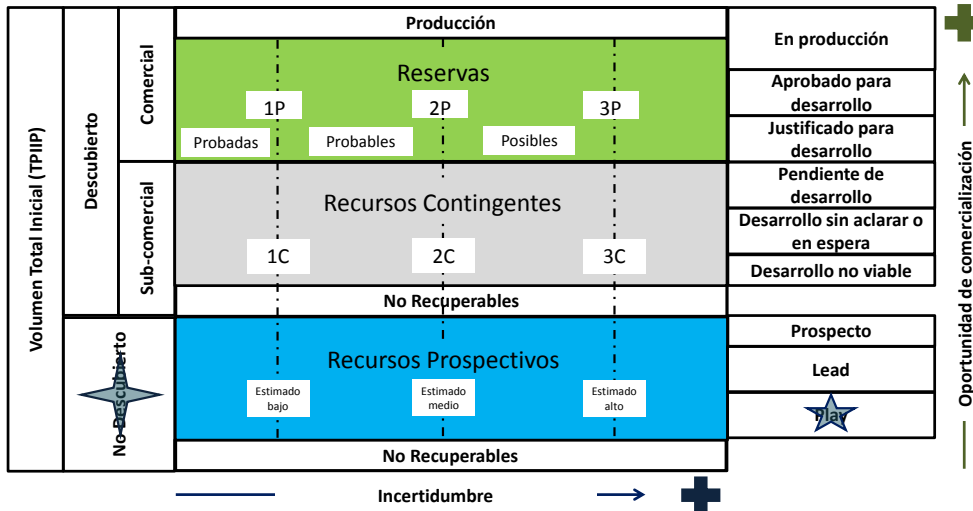 Volumen Total Inicial (TPIIP)
Descubierto
No Descubierto
Comercial
Sub-comercial
Producción
Reservas
1P
2P
3P
Probadas
Probables
Posibles
Recursos Contingentes
1C
2C
3C
No Recuperables
Recursos Prospectivos
Estimado
bajo
Estimado
medio
Estimado
alto
No Recuperables
En producción
Aprobado para
desarrollo
Justificado para
desarrollo
Pendiente de
desarrollo
Desarrollo sin aclarar o
en espera
Desarrollo no viable
Prospecto
Lead
Play
Oportunidad de comercialización
Incertidumbre